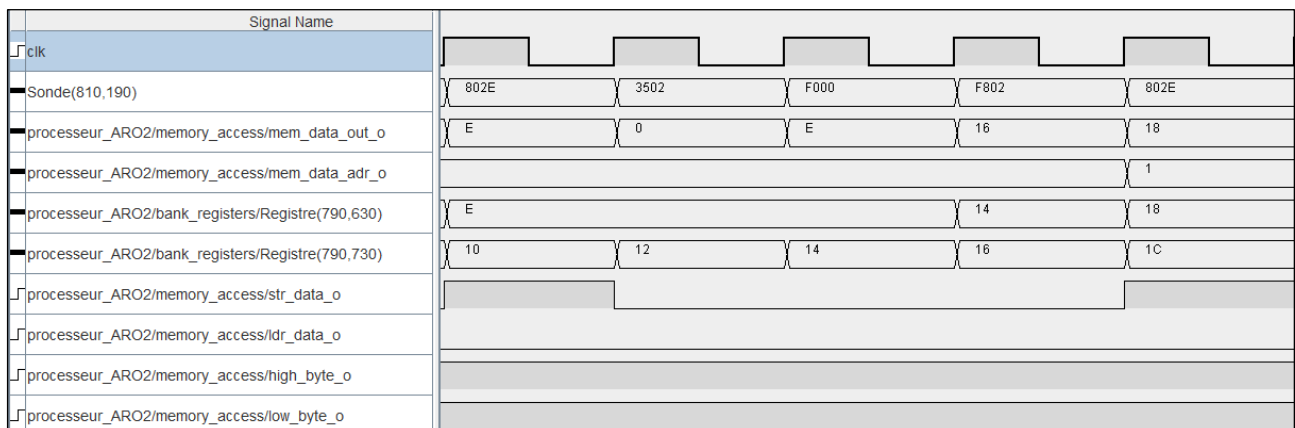 Signal Name
clk
Sonde(810,190) 802E 3502 F000 F802 802E
processeur_ARO2/memory_access/mem_data_out_o E 0 E 16 18
processeur_ARO2/memory_access/mem_data_adr_o 1
processeur_ARO2/bank_registers/Registre(790,630) E 14 18
processeur_ARO2/bank_registers/Registre(790,730) 10 12 14 16 1C
processeur_ARO2/memory_access/str_data_o
processeur_ARO2/memory_access/ldr_data_o
processeur_ARO2/memory_access/high_byte_o
processeur_ARO2/memory_access/low_byte_o